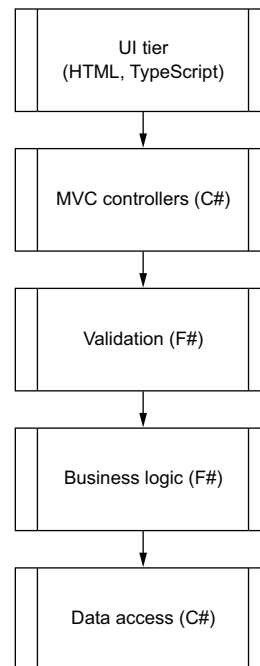 UI tier
(HTML, TypeScript)
MVC controllers (C#)
Validation (F#)
Business logic (F#)
Data access (C#)